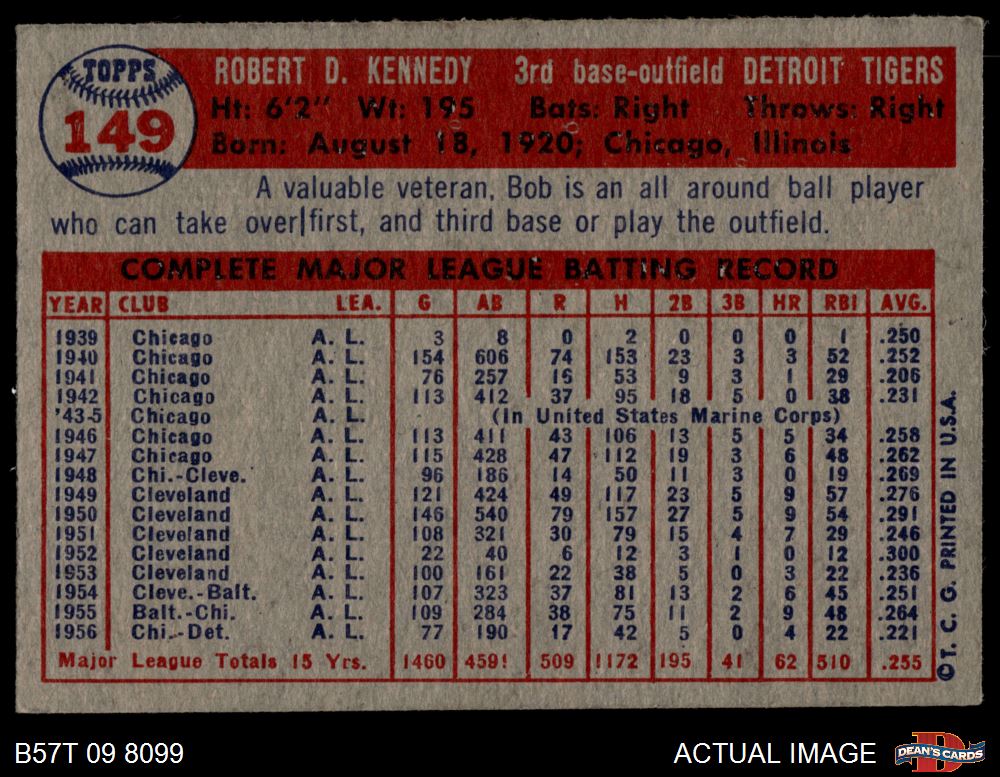 TOPPS
149
ROBERT D. KENNEDY 3rd base-outfield DETROIT TIGERS
Ht: 6'2" Wt: 195 Bats: Right Throws: Right
Born: August 18, 1920; Chicago, Illinois
A valuable veteran, Bob is an all around ball player
who can take over first, and third base or play the outfield.
COMPLETE MAJOR LEAGUE BATTING RECORD
YEAR CLUB LEA. G AB R H 2B 3B HR RBI AVG.
1939 Chicago A. L. 3 8 0 2 0 0 0 1 .250
1940 Chicago A. L. 154 606 74 153 23 3 3 52 .252
1941 Chicago A. L. 76 257 16 53 9 3 1 29 .206
1942 Chicago A. L. 113 412 37 95 18 5 0 38 .231
'43-5 Chicago A. L. (In United States Marine Corps)
1946 Chicago A. L. 113 411 43 106 13 5 5 34 .258
1947 Chicago A. L. 115 428 47 112 19 3 6 48 .262
1948 Chi.-Cleve. A. L. 96 186 14 50 11 3 0 19 .269
1949 Cleveland A. L. 121 424 49 117 23 5 9 57 .276
1950 Cleveland A. L. 146 540 79 157 27 5 9 54 .291
1951 Cleveland A. L. 108 321 30 79 15 4 7 29 .246
1952 Cleveland A. L. 22 40 6 12 3 1 0 12 .300
1953 Cleveland A. L. 100 161 22 38 5 0 3 22 .236
1954 Cleve.-Balt. A. L. 107 323 37 81 13 2 6 45 .251
1955 Balt.-Chi. A. L. 109 284 38 75 11 2 9 48 .264
1956 Chi.-Det. A. L. 77 190 17 42 5 0 4 22 .221
Major League Totals 15 Yrs. 1460 4591 509 1172 195 41 62 510 .255
©T. C. G. PRINTED IN U.S.A.
B57T 09 8099
ACTUAL IMAGE
DEAN'S CARDS